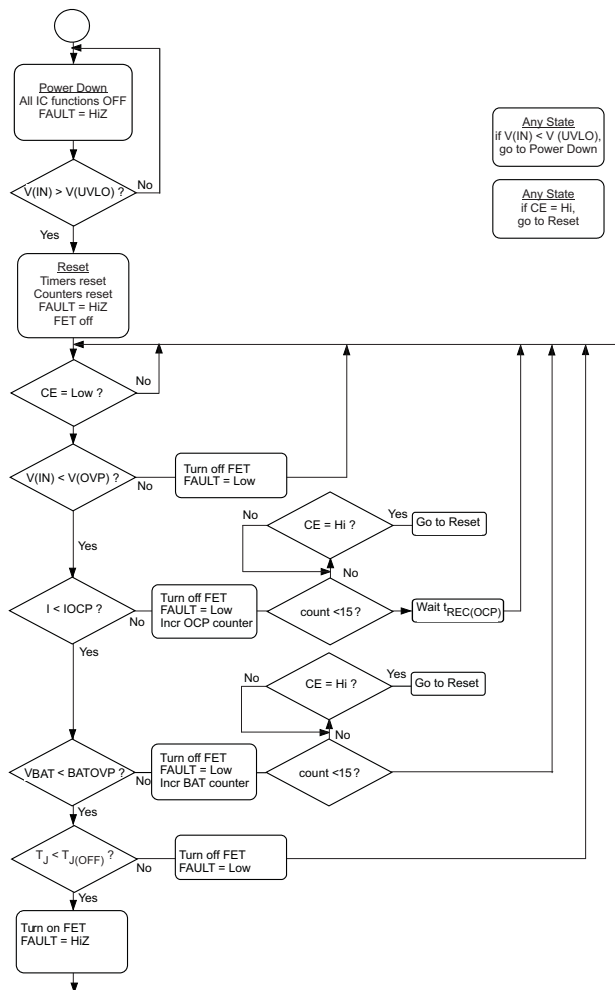 Power Down
All IC functions OFF
FAULT = HiZ
Any State
if V(IN) < V (UVLO),
go to Power Down
V(IN) > V(UVLO) ?
No
Any State
if CE = Hi,
go to Reset
Yes
Reset
Timers reset
Counters reset
FAULT = HiZ
FET off
CE = Low ?
No
V(IN) < V(OVP) ?
No
Turn off FET
FAULT = Low
Yes
No
CE = Hi ?
Yes
Go to Reset
No
I < IOCP ?
No
Turn off FET
FAULT = Low
Incr OCP counter
count <15 ?
Wait tREC(OCP)
Yes
No
CE = Hi ?
Yes
Go to Reset
No
VBAT < BATOVP ?
No
Turn off FET
FAULT = Low
Incr BAT counter
count <15 ?
Yes
TJ < TJ(OFF) ?
No
Turn off FET
FAULT = Low
Yes
Turn on FET
FAULT = HiZ